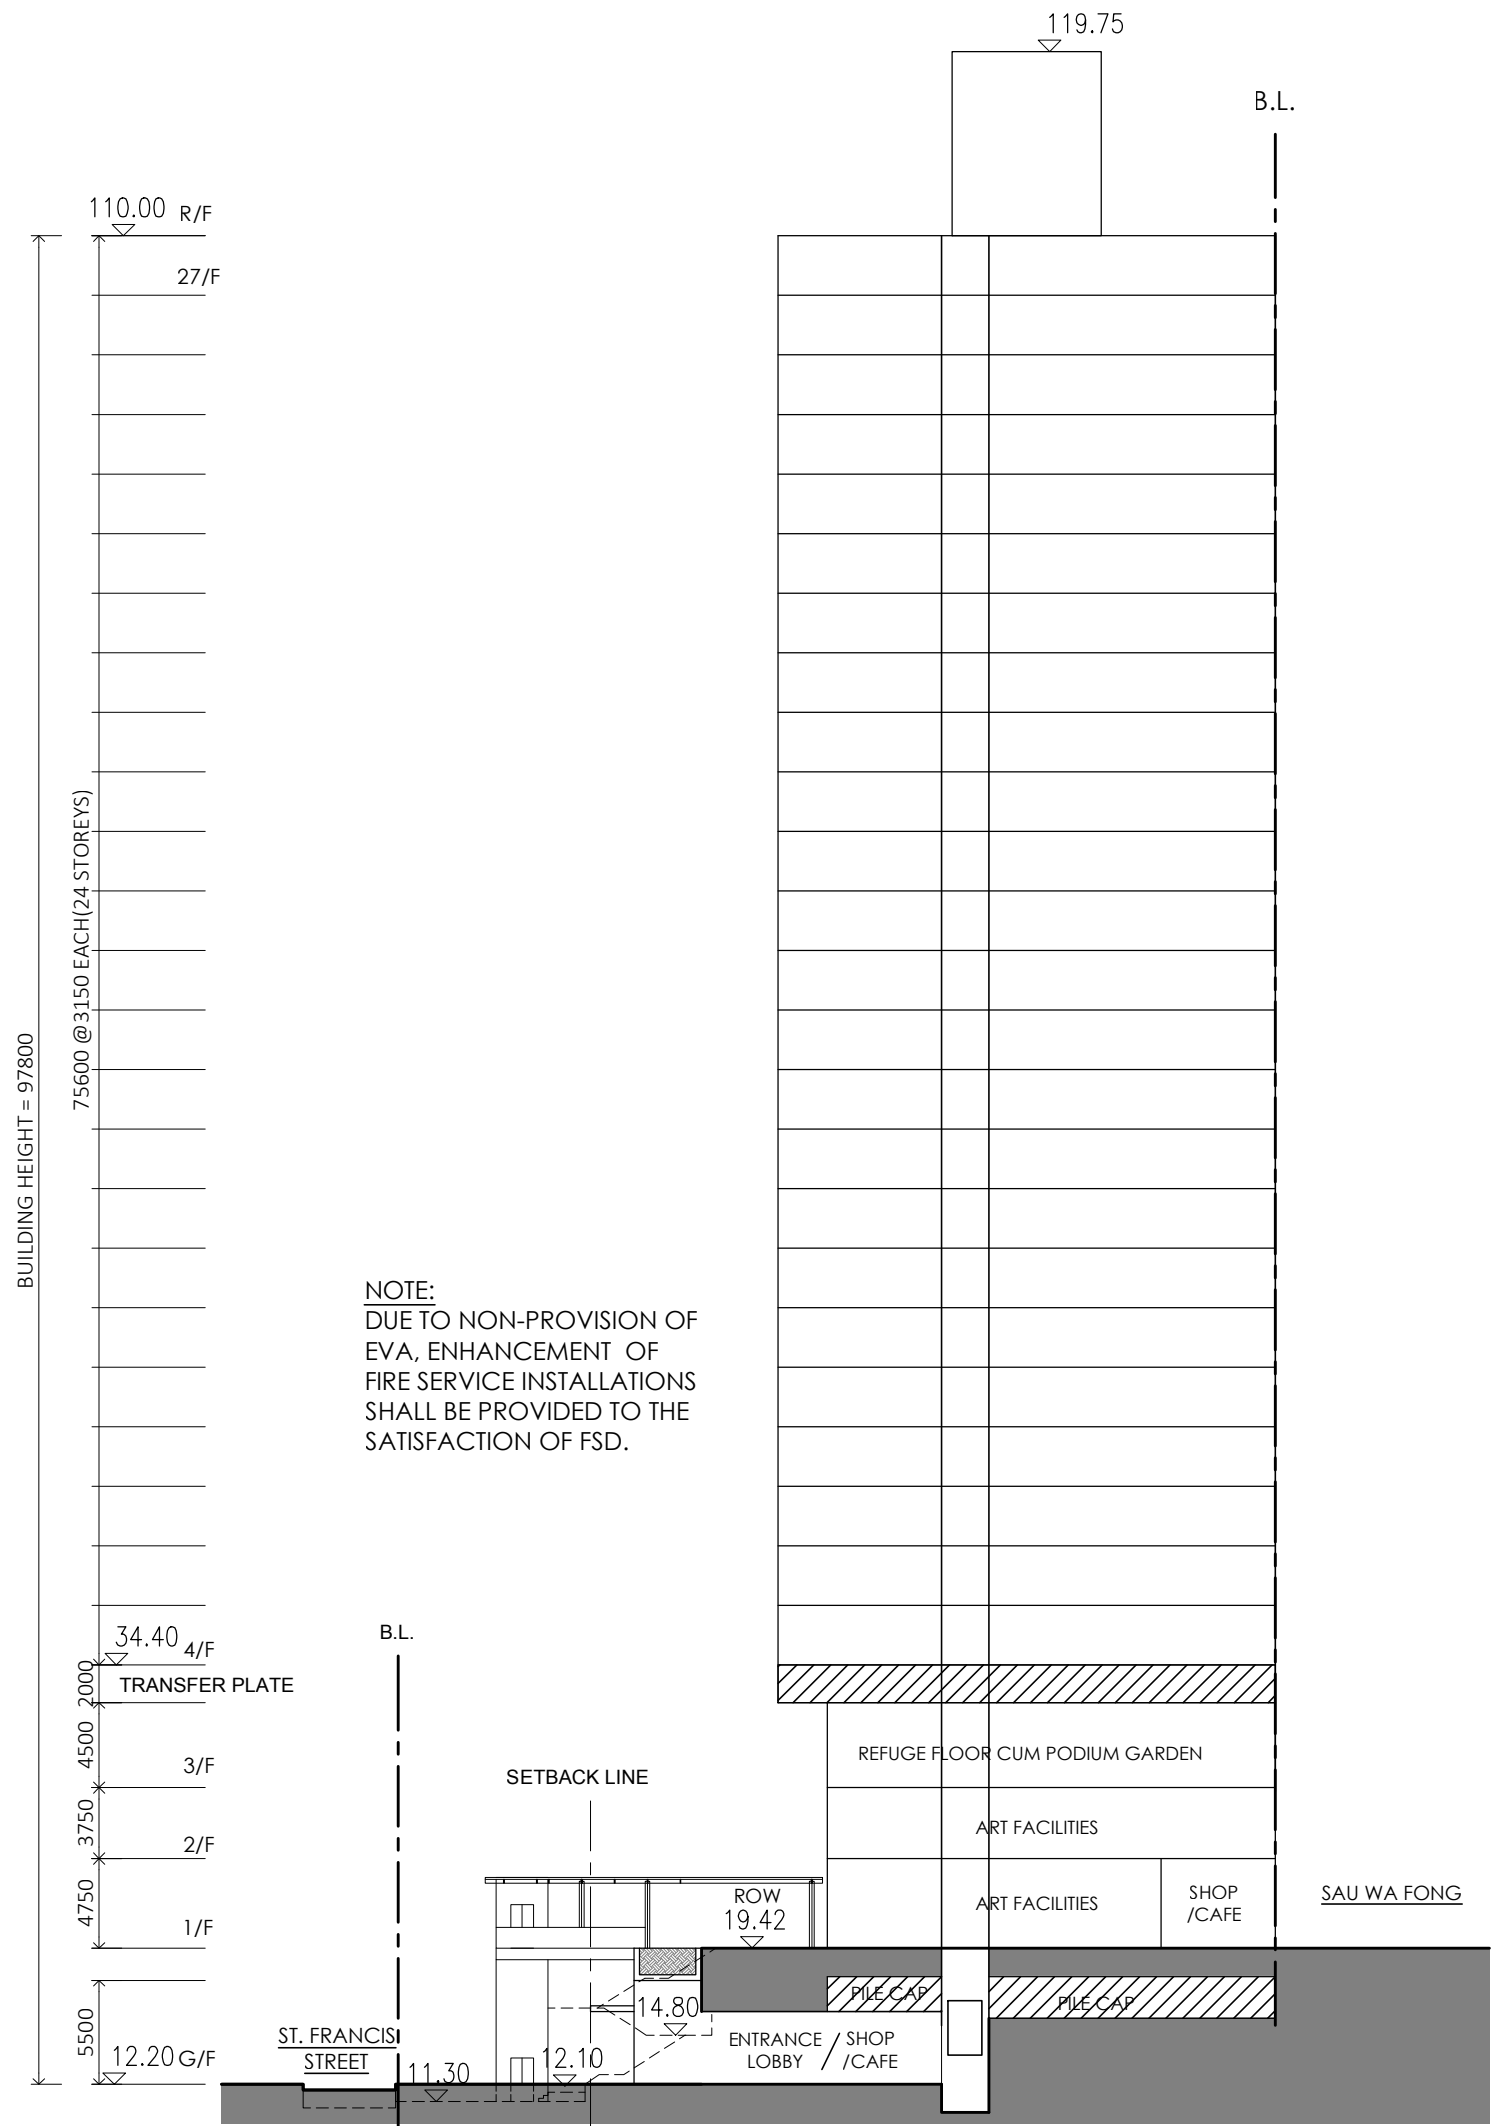 119.75
B.L.
110.00 R/F
27/F
BUILDING HEIGHT = 97800
75600 @3150 EACH(24 STOREYS)
NOTE:
DUE TO NON-PROVISION OF
EVA, ENHANCEMENT OF
FIRE SERVICE INSTALLATIONS
SHALL BE PROVIDED TO THE
SATISFACTION OF FSD.
34.40 4/F
B.L.
2000
TRANSFER PLATE
4500
3/F
REFUGE FLOOR CUM PODIUM GARDEN
SETBACK LINE
3750
2/F
ART FACILITIES
4750
1/F
ROW
19.42
ART FACILITIES
SHOP
/CAFE
SAU WA FONG
PILE CAP
PILE CAP
14.80
5500
ST. FRANCIS
STREET
ENTRANCE
LOBBY
/
SHOP
/CAFE
12.20 G/F
11.30
12.10